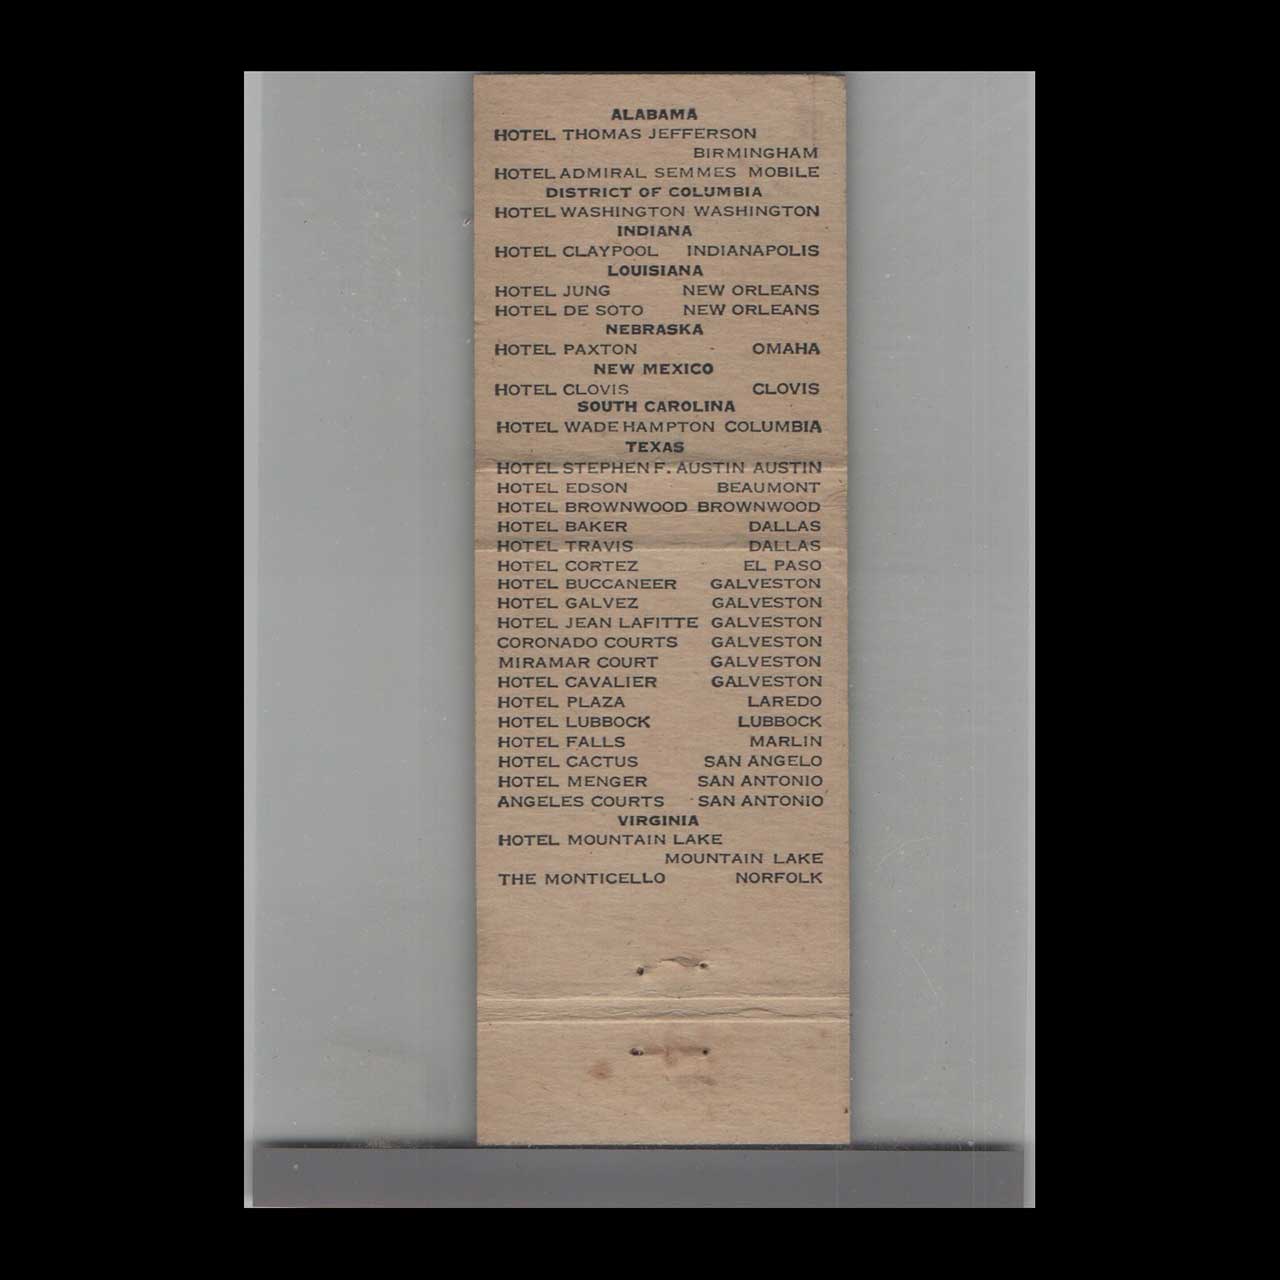 ALABAMA
HOTEL THOMAS JEFFERSON
BIRMINGHAM
HOTEL ADMIRAL SEMMES MOBILE
DISTRICT OF COLUMBIA
HOTEL WASHINGTON WASHINGTON
INDIANA
HOTEL CLAYPOOL INDIANAPOLIS
LOUISIANA
HOTEL JUNG NEW ORLEANS
HOTEL DE SOTO NEW ORLEANS
NEBRASKA
HOTEL PAXTON OMAHA
NEW MEXICO
HOTEL CLOVIS CLOVIS
SOUTH CAROLINA
HOTEL WADE HAMPTON COLUMBIA
TEXAS
HOTEL STEPHEN F. AUSTIN AUSTIN
HOTEL EDSON BEAUMONT
HOTEL BROWNWOOD BROWNWOOD
HOTEL BAKER DALLAS
HOTEL TRAVIS DALLAS
HOTEL CORTEZ EL PASO
HOTEL BUCCANEER GALVESTON
HOTEL GALVEZ GALVESTON
HOTEL JEAN LAFITTE GALVESTON
CORONADO COURTS GALVESTON
MIRAMAR COURT GALVESTON
HOTEL CAVALIER GALVESTON
HOTEL PLAZA LAREDO
HOTEL LUBBOCK LUBBOCK
HOTEL FALLS MARLIN
HOTEL CACTUS SAN ANGELO
HOTEL MENGER SAN ANTONIO
ANGELES COURTS SAN ANTONIO
VIRGINIA
HOTEL MOUNTAIN LAKE
MOUNTAIN LAKE
THE MONTICELLO NORFOLK